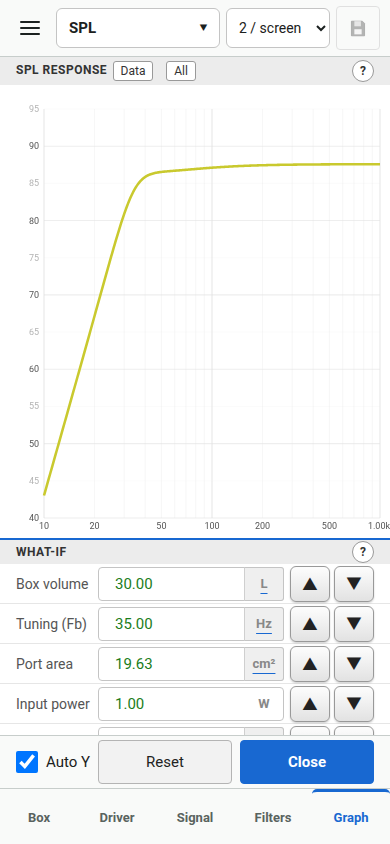 SPL ▼ 2 / screen
SPL RESPONSE Data All ?
95
90
85
80
75
70
65
60
55
50
45
40
10 20 50 100 200 500 1.00k
WHAT-IF ?
Box volume 30.00 L ▲ ▼
Tuning (Fb) 35.00 Hz ▲ ▼
Port area 19.63 cm² ▲ ▼
Input power 1.00 W ▲ ▼
Auto Y Reset Close
Box Driver Signal Filters Graph